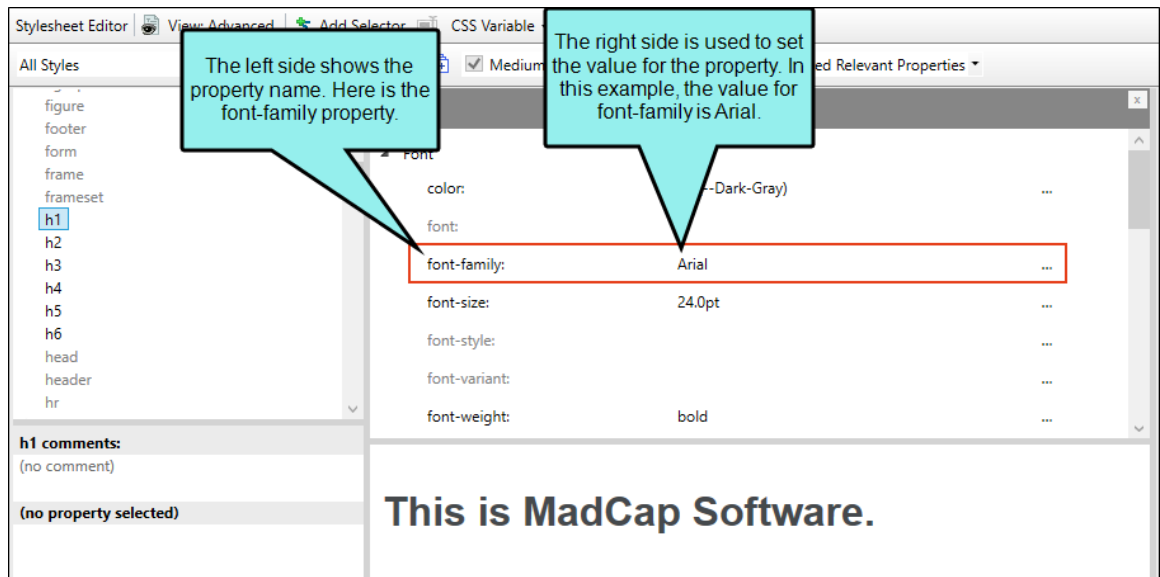 Stylesheet Editor View: Advanced Add Selector CSS Variable
All Styles Medium ed Relevant Properties
The left side shows the
property name. Here is the
font-family property.
The right side is used to set
the value for the property. In
this example, the value for
font-family is Arial.
figure
footer
form
frame
frameset
h1
h2
h3
h4
h5
h6
head
header
hr
h1 comments:
(no comment)
(no property selected)
Font
color: --Dark-Gray) ...
font:
font-family: Arial ...
font-size: 24.0pt ...
font-style: ...
font-variant: ...
font-weight: bold ...
This is MadCap Software.